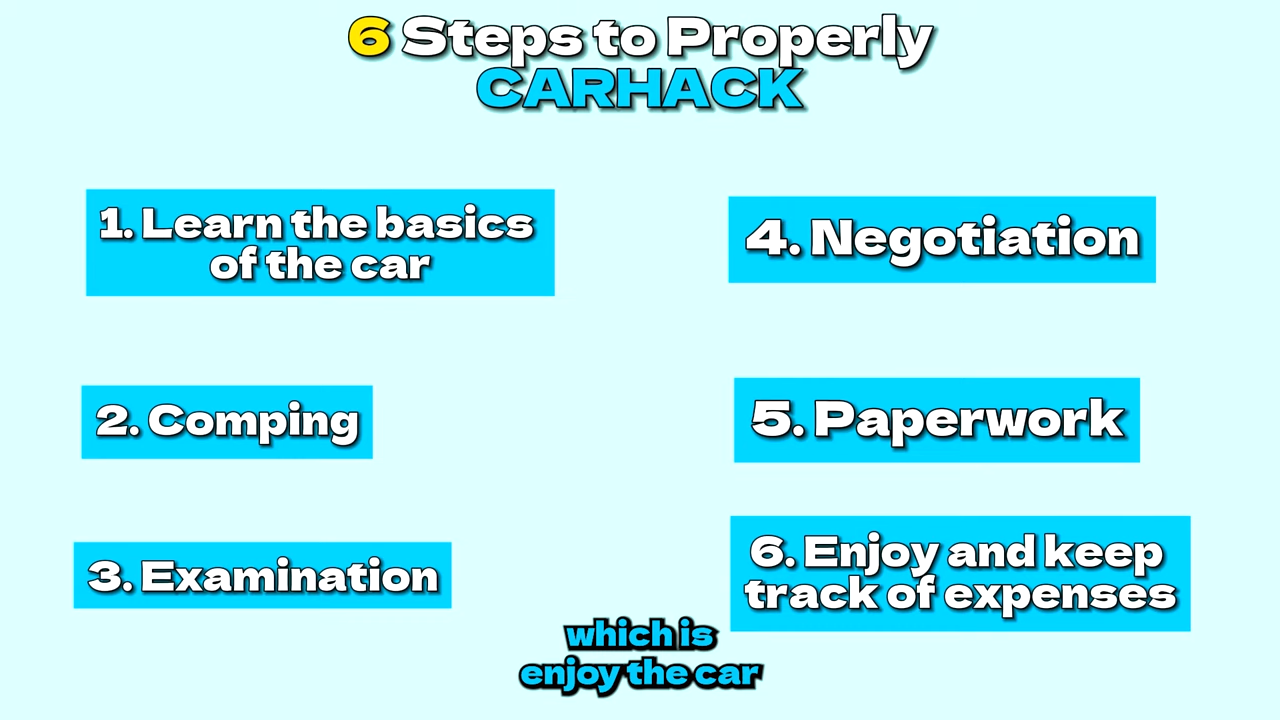 6 Steps to Properly
CARHACK
1. Learn the basics
of the car
2. Comping
3. Examination
4. Negotiation
5. Paperwork
6. Enjoy and keep
track of expenses
which is
enjoy the car